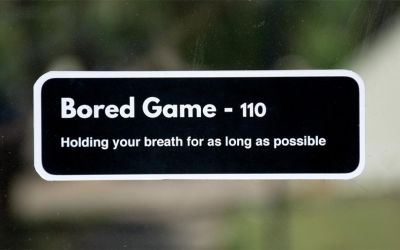 Bored Game - 110
Holding your breath for as long as possible